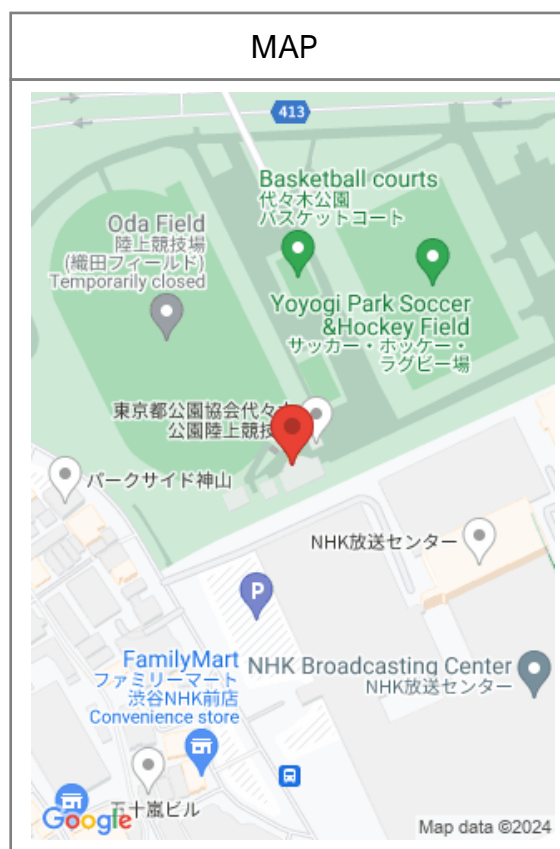 MAP
413
Basketball courts
代々木公園
バスケットコート
Oda Field
陸上競技場
(織田フィールド)
Temporarily closed
Yoyogi Park Soccer
&Hockey Field
サッカー・ホッケー・
ラグビー場
東京都公園協会代々
公園陸上競技
パークサイド神山
NHK放送センター
P
FamilyMart
ファミリーマート
渋谷NHK前店
Convenience store
NHK Broadcasting Center
NHK放送センター
五十嵐ビル
Google
Map data ©2024